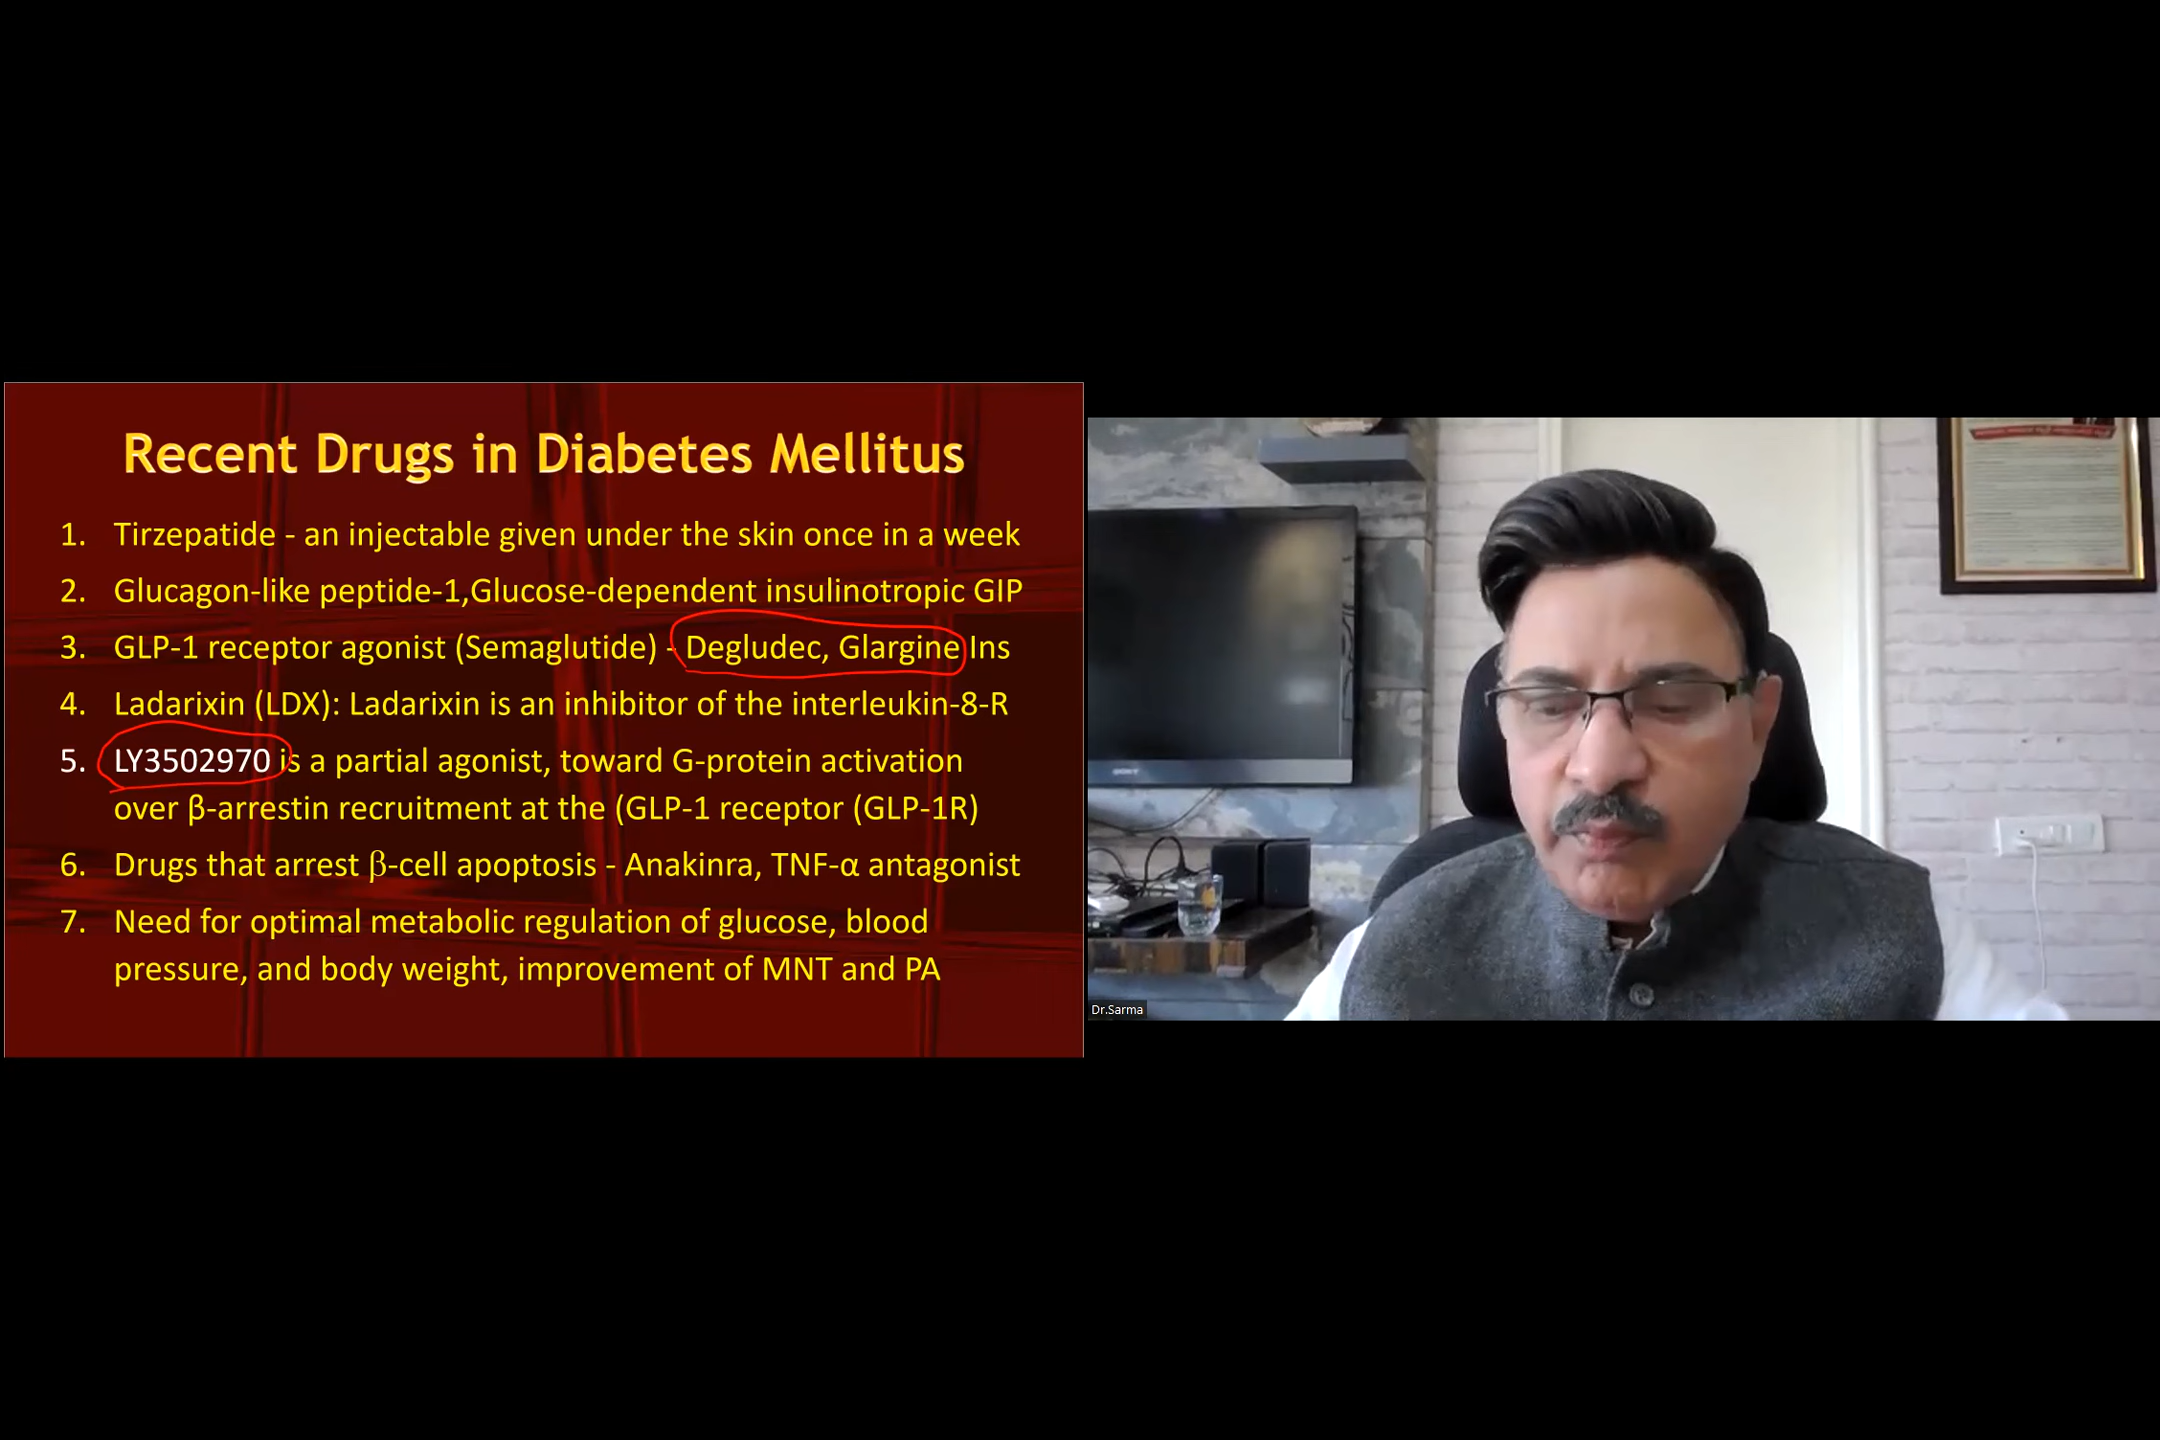 Recent Drugs in Diabetes Mellitus
1. Tirzepatide - an injectable given under the skin once in a week
2. Glucagon-like peptide-1,Glucose-dependent insulinotropic GIP
3. GLP-1 receptor agonist (Semaglutide) - Degludec, Glargine Ins
4. Ladarixin (LDX): Ladarixin is an inhibitor of the interleukin-8-R
5. LY3502970 is a partial agonist, toward G-protein activation
over β-arrestin recruitment at the (GLP-1 receptor (GLP-1R)
6. Drugs that arrest β-cell apoptosis - Anakinra, TNF-α antagonist
7. Need for optimal metabolic regulation of glucose, blood
pressure, and body weight, improvement of MNT and PA
SONY
Dr.Sarma